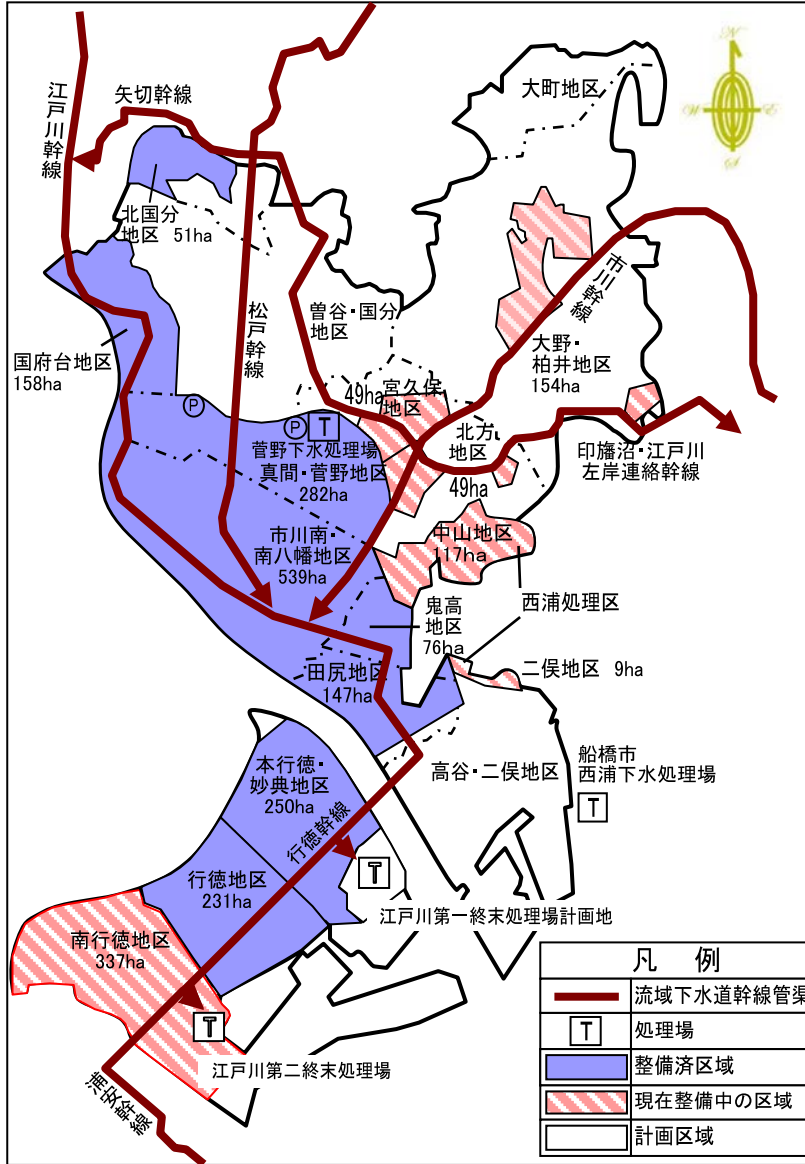 N
W
E
S
大町地区
矢切幹線
江戸川幹線
北国分
地区 51ha
松戸幹線
曽谷・国分
地区
市川幹線
国府台地区
158ha
大野・
柏井地区
154ha
49ha
宮久保
地区
P
P
T
菅野下水処理場
北方
地区
49ha
印旛沼・江戸川
左岸連絡幹線
真間・菅野地区
282ha
市川南・
南八幡地区
539ha
中山地区
117ha
鬼高
地区
76ha
西浦処理区
田尻地区
147ha
二俣地区 9ha
高谷・二俣地区
船橋市
西浦下水処理場
T
本行徳・
妙典地区
250ha
行徳幹線
T
行徳地区
231ha
江戸川第一終末処理場計画地
南行徳地区
337ha
T
江戸川第二終末処理場
浦安幹線
凡 例
流域下水道幹線管渠
T
処理場
整備済区域
現在整備中の区域
計画区域